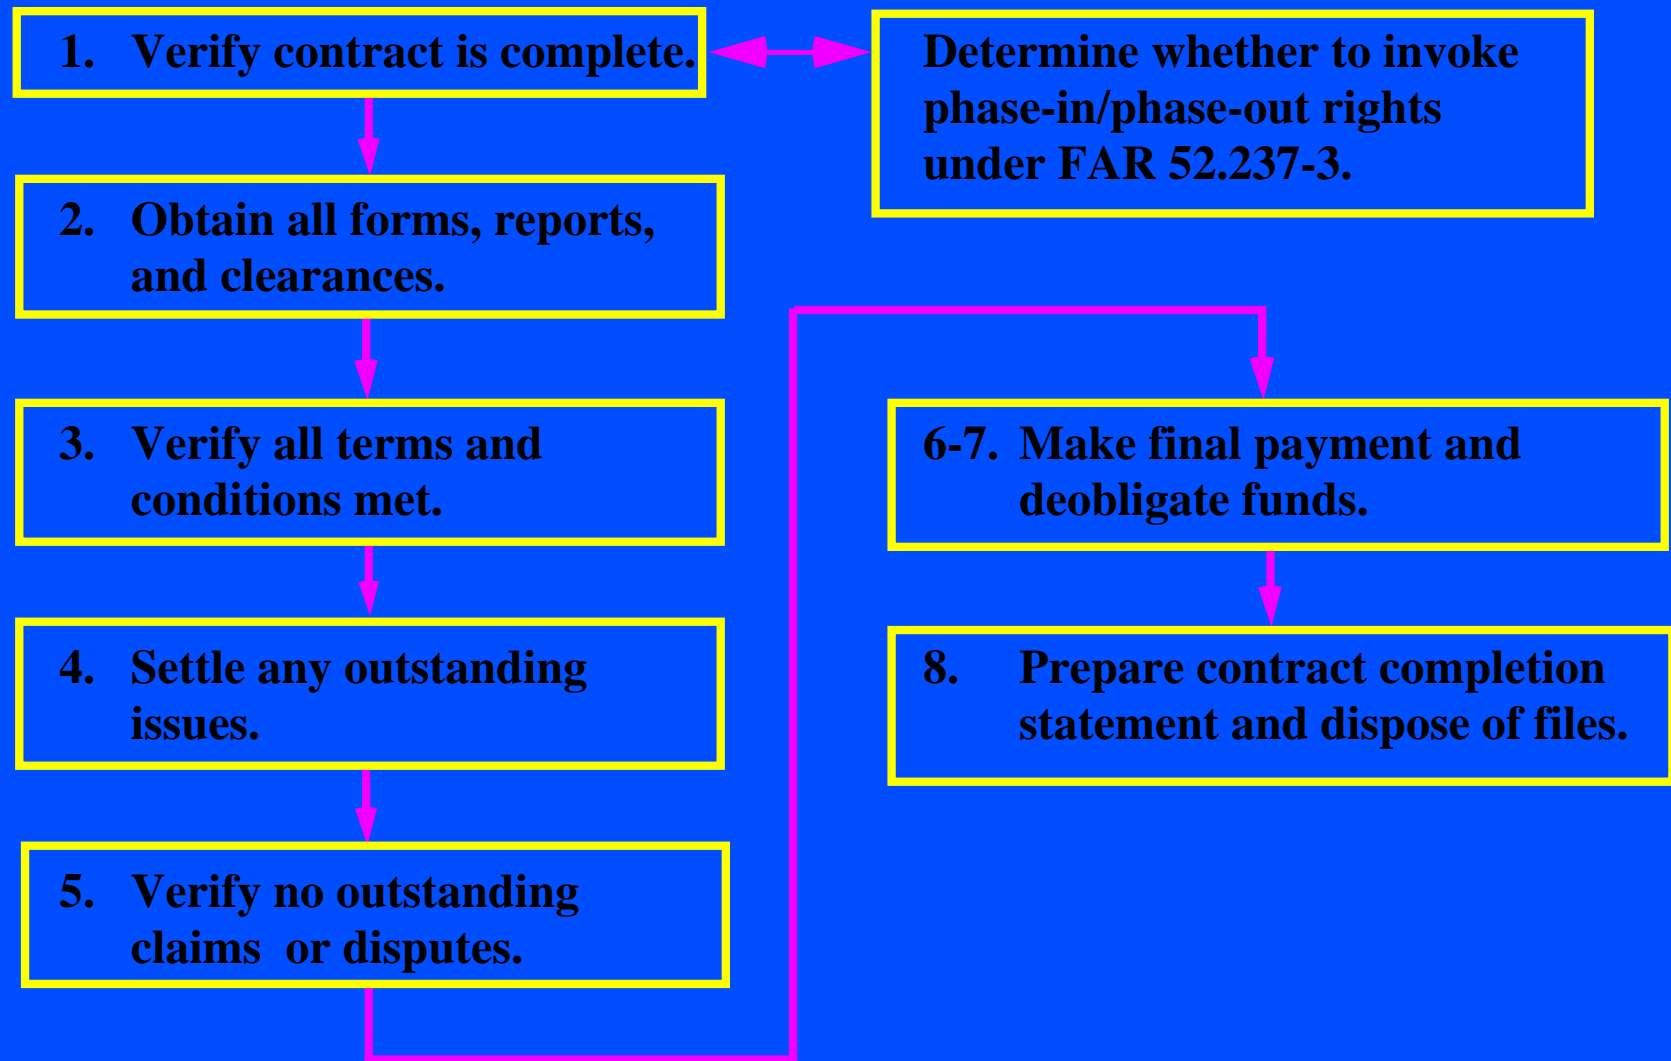 1. Verify contract is complete.
Determine whether to invoke
phase-in/phase-out rights
under FAR 52.237-3.
2. Obtain all forms, reports,
and clearances.
3. Verify all terms and
conditions met.
4. Settle any outstanding
issues.
5. Verify no outstanding
claims or disputes.
6-7. Make final payment and
deobligate funds.
8. Prepare contract completion
statement and dispose of files.